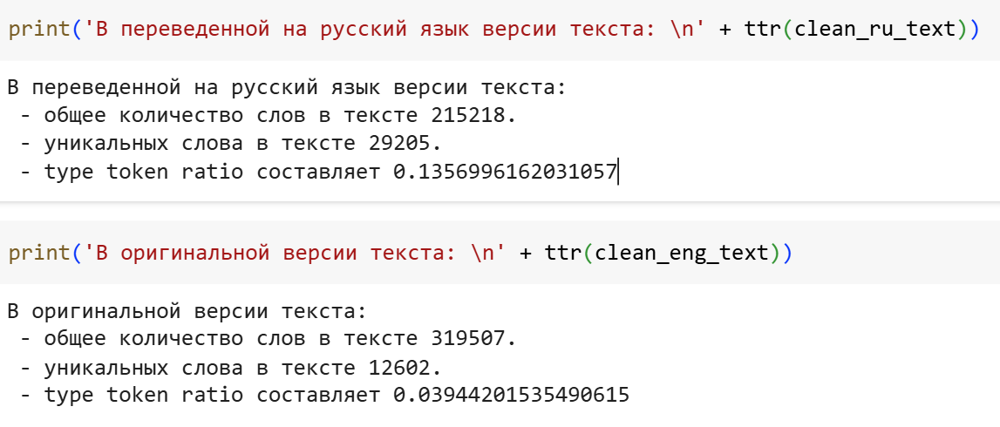 print('В переведенной на русский язык версии текста: \n' + ttr(clean_ru_text))
В переведенной на русский язык версии текста:
- общее количество слов в тексте 215218.
- уникальных слова в тексте 29205.
- type token ratio составляет 0.1356996162031057
print('В оригинальной версии текста: \n' + ttr(clean_eng_text))
В оригинальной версии текста:
- общее количество слов в тексте 319507.
- уникальных слова в тексте 12602.
- type token ratio составляет 0.03944201535490615